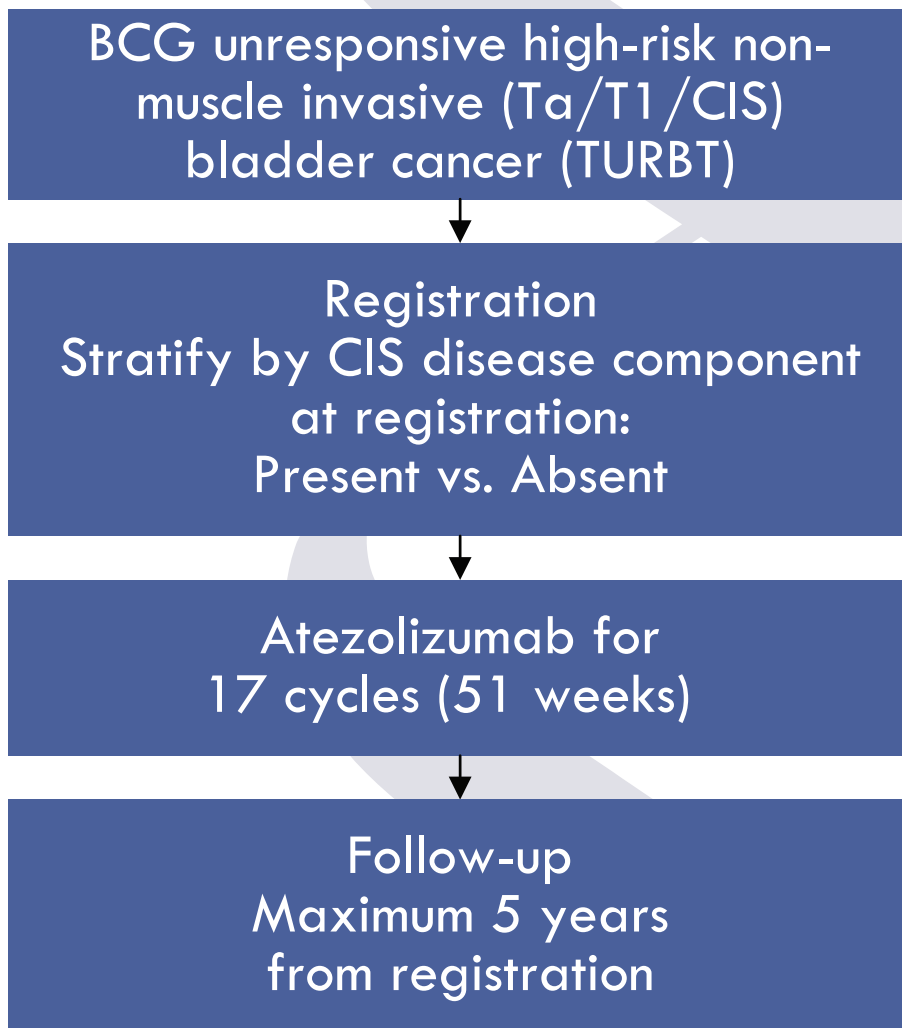 BCG unresponsive high-risk non-
muscle invasive (Ta/T1/CIS)
bladder cancer (TURBT)
Registration
Stratify by CIS disease component
at registration:
Present vs. Absent
Atezolizumab for
17 cycles (51 weeks)
Follow-up
Maximum 5 years
from registration